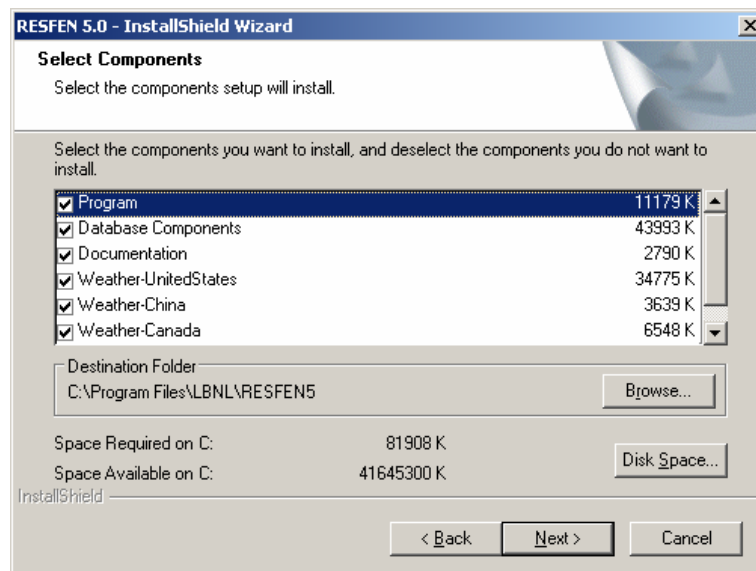 RESFEN 5.0 - InstallShield Wizard
Select Components
Select the components setup will install.
Select the components you want to install, and deselect the components you do not want to
install.
Program 11179 K
Database Components 43993 K
Documentation 2790 K
Weather-UnitedStates 34775 K
Weather-China 3639 K
Weather-Canada 6548 K
Destination Folder
C:\Program Files\LBNL\RESFEN5
Browse...
Space Required on C: 81908 K
Space Available on C: 41645300 K
Disk Space...
InstallShield
< Back Next > Cancel